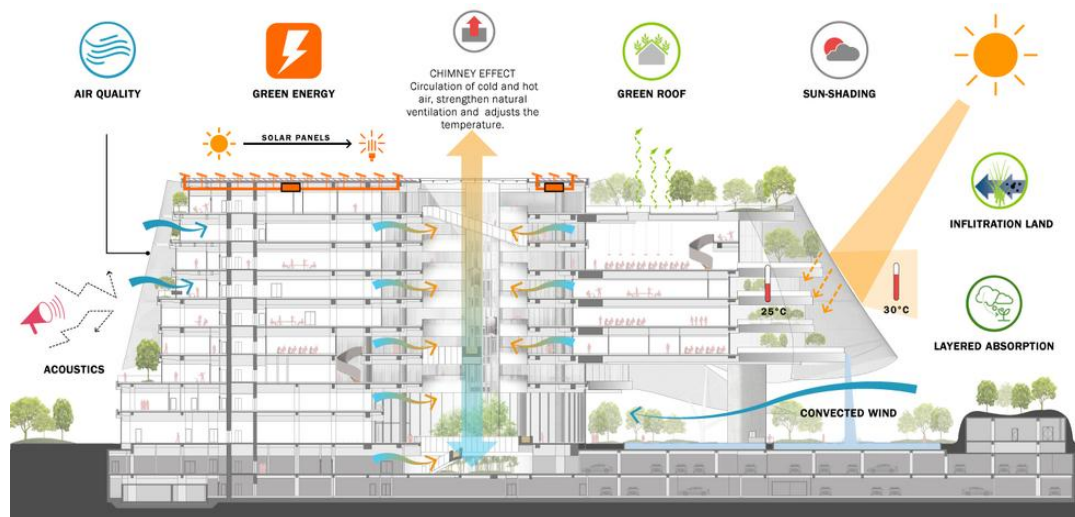 AIR QUALITY
GREEN ENERGY
CHIMNEY EFFECT
Circulation of cold and hot
air, strengthen natural
ventilation and adjusts the
temperature.
GREEN ROOF
SUN-SHADING
SOLAR PANELS
INFLITRATION LAND
25°C
30°C
ACOUSTICS
LAYERED ABSORPTION
CONVECTED WIND